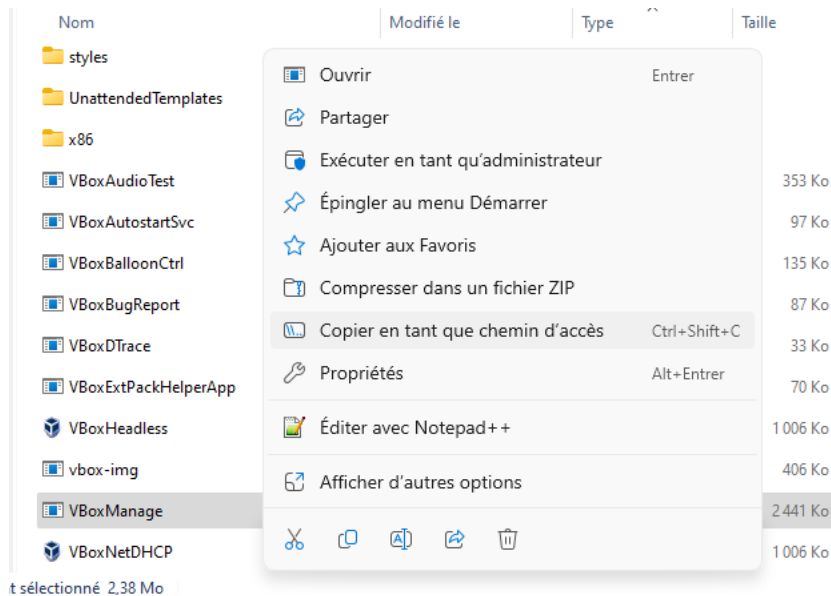 Nom Modifié le Type Taille
styles
UnattendedTemplates
x86
VBoxAudioTest 353 Ko
VBoxAutostartSvc 97 Ko
VBoxBalloonCtrl 135 Ko
VBoxBugReport 87 Ko
VBoxDTrace 33 Ko
VBoxExtPackHelperApp 70 Ko
VBoxHeadless 1 006 Ko
vbox-img 406 Ko
VBoxManage 2 441 Ko
VBoxNetDHCP 1 006 Ko
Ouvrir Entrer
Partager
Exécuter en tant qu'administrateur
Épingler au menu Démarrer
Ajouter aux Favoris
Compresser dans un fichier ZIP
Copier en tant que chemin d'accès Ctrl+Shift+C
Propriétés Alt+Entrer
Éditer avec Notepad++
Afficher d'autres options
t sélectionné 2,38 Mo